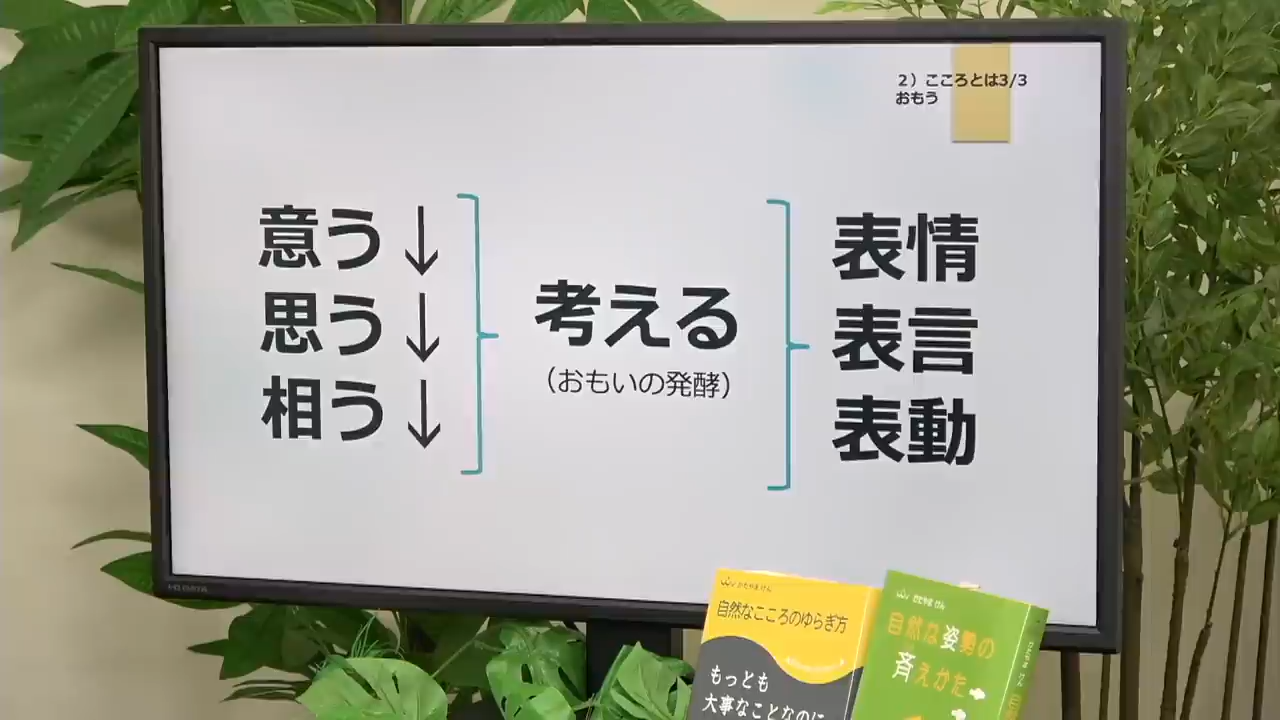 2）こころとは3/3
おもう
意う↓
思う↓
相う↓
考える
（おもいの発酵）
表情
表言
表動
自然なこころのゆらぎ方
もっとも
大事なことなのに
自然な姿勢の
斉えかた